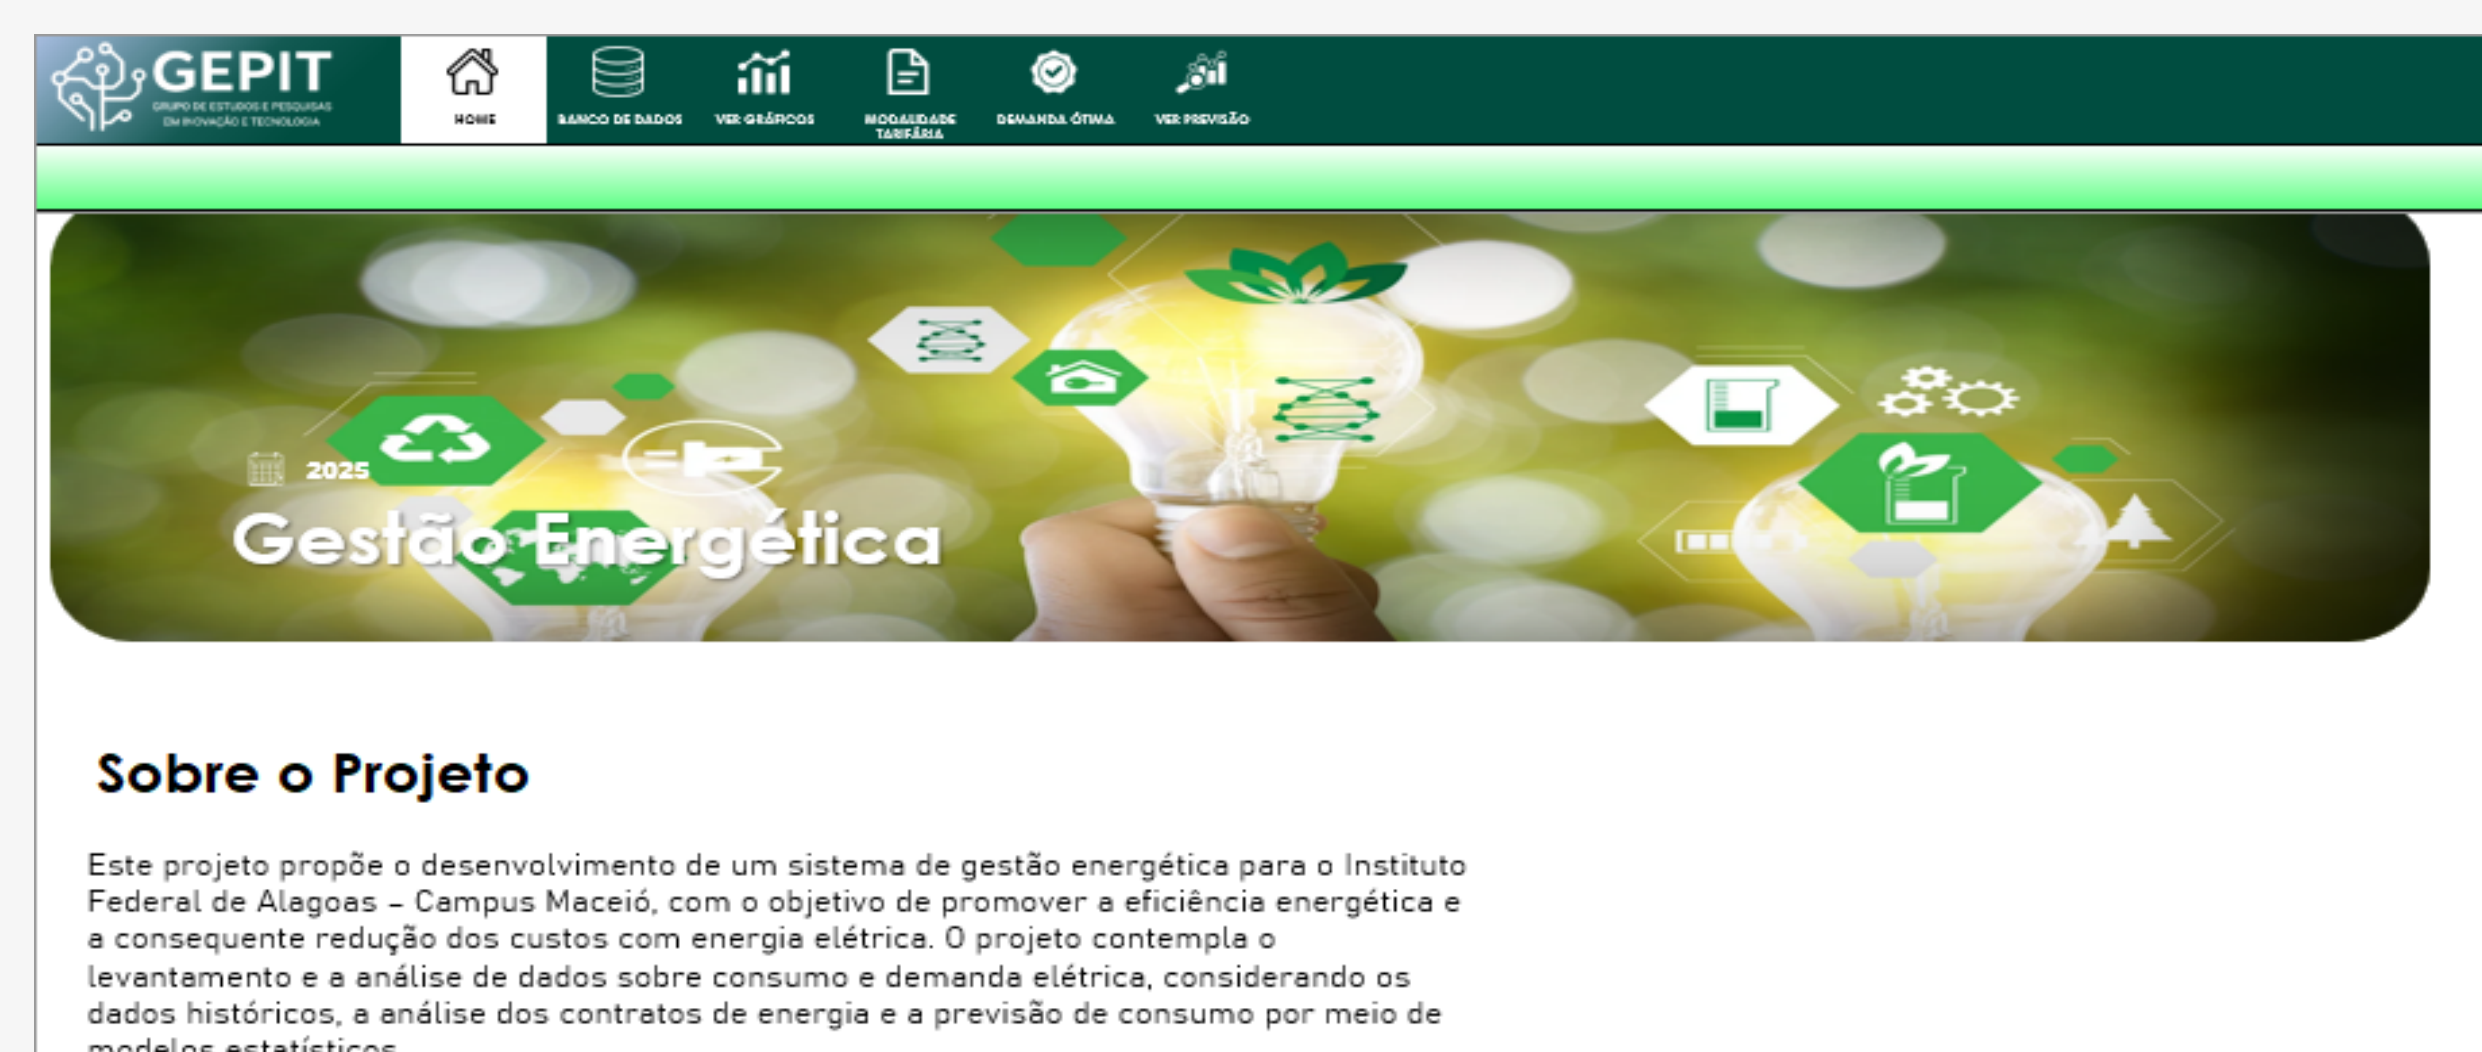 GEPIT
GRUPO DE ESTUDOS E PESQUISAS
EM INOVAÇÃO E TECNOLOGIA
HOME
BANCO DE DADOS
VER GRÁFICOS
MODALIDADE
TARIFÁRIA
DEMANDA ÓTIMA
VER PREVISÃO
2025
Gestão Energética
Sobre o Projeto
Este projeto propõe o desenvolvimento de um sistema de gestão energética para o Instituto
Federal de Alagoas – Campus Maceió, com o objetivo de promover a eficiência energética e
a consequente redução dos custos com energia elétrica. O projeto contempla o
levantamento e a análise de dados sobre consumo e demanda elétrica, considerando os
dados históricos, a análise dos contratos de energia e a previsão de consumo por meio de
modelos estatísticos.